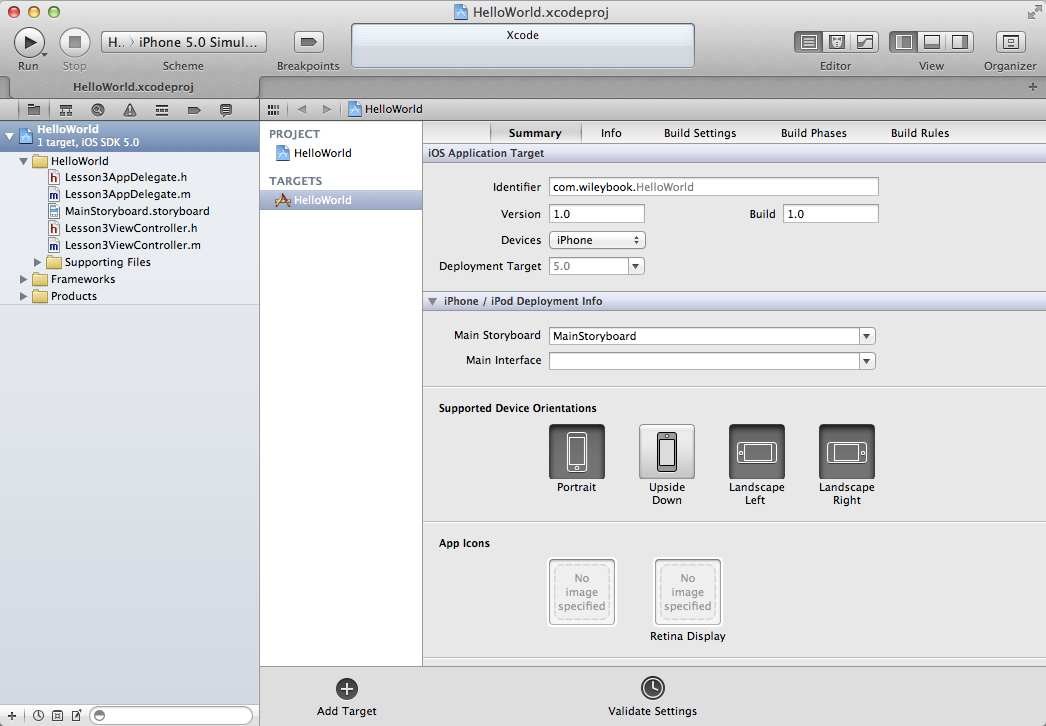 HelloWorld.xcodeproj
H.. 〉 iPhone 5.0 Simul...
Xcode
Run
Stop
Scheme
Breakpoints
Editor
View
Organizer
HelloWorld.xcodeproj
HelloWorld
HelloWorld
1 target, iOS SDK 5.0
HelloWorld
h Lesson3AppDelegate.h
m Lesson3AppDelegate.m
MainStoryboard.storyboard
h Lesson3ViewController.h
m Lesson3ViewController.m
Supporting Files
Frameworks
Products
PROJECT
HelloWorld
TARGETS
HelloWorld
Summary
Info
Build Settings
Build Phases
Build Rules
iOS Application Target
Identifier com.wileybook.HelloWorld
Version 1.0 Build 1.0
Devices iPhone
Deployment Target 5.0
iPhone / iPod Deployment Info
Main Storyboard MainStoryboard
Main Interface
Supported Device Orientations
Portrait
Upside
Down
Landscape
Left
Landscape
Right
App Icons
No
image
specified
No
image
specified
Retina Display
Add Target
Validate Settings